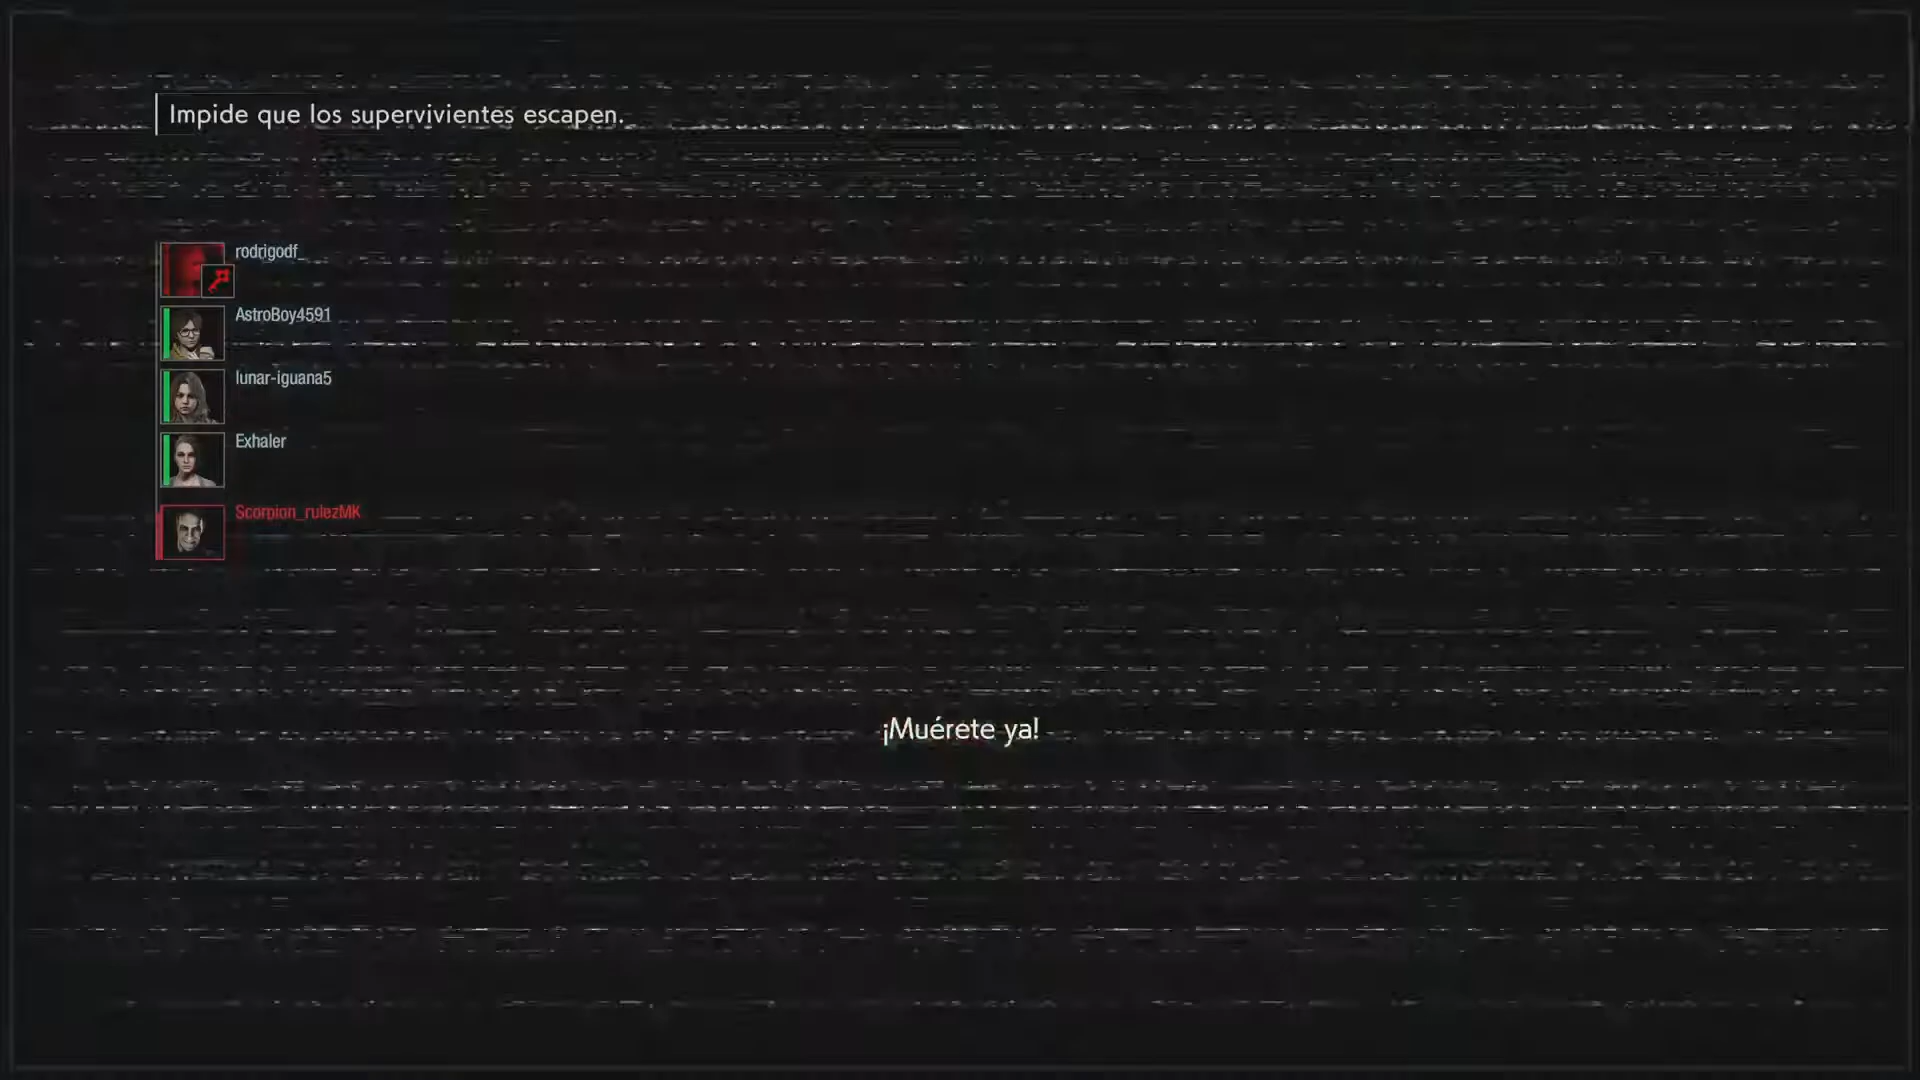 Impide que los supervivientes escapen.
rodrigodf_
AstroBoy4591
lunar-iguana5
Exhaler
Scorpion_rulezMK
¡Muérete ya!